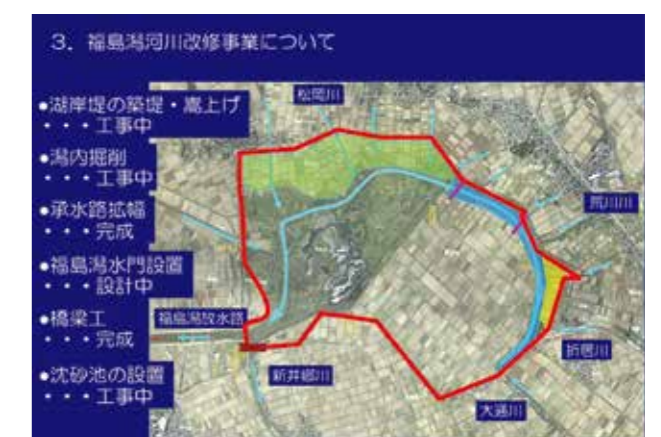 3. 福島潟河川改修事業について
●湖岸堤の築堤・嵩上げ
・・・工事中
●潟内掘削
・・・工事中
●承水路拡幅
・・・完成
●福島潟水門設置
・・・設計中
●橋梁工
・・・完成
●沈砂池の設置
・・・工事中
松岡川
荒川川
福島潟放水路
新井郷川
折居川
大通川